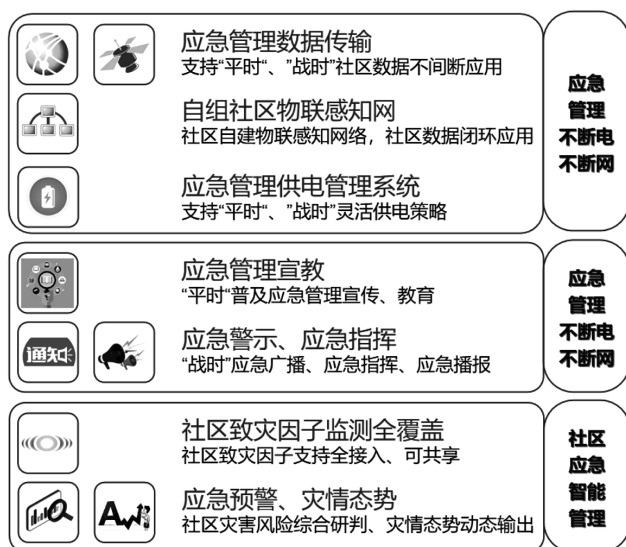 应急管理数据传输
支持“平时“、”战时”社区数据不间断应用
自组社区物联感知网
社区自建物联感知网络，社区数据闭环应用
应急管理供电管理系统
支持“平时“、”战时”灵活供电策略
应急
管理
不断电
不断网
应急管理宣教
“平时“普及应急管理宣传、教育
通知
应急警示、应急指挥
“战时”应急广播、应急指挥、应急播报
应急
管理
不断电
不断网
社区致灾因子监测全覆盖
社区致灾因子支持全接入、可共享
应急预警、灾情态势
社区灾害风险综合研判、灾情态势动态输出
社区
应急
智能
管理